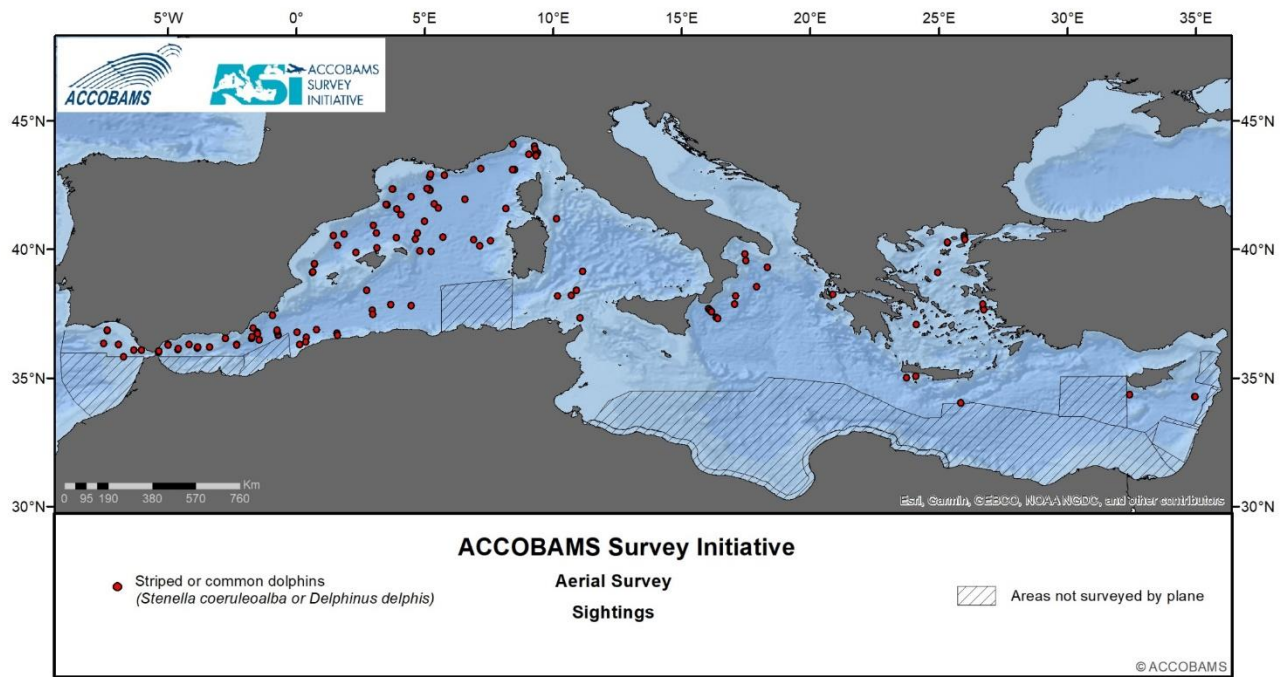 5°W 0° 5°E 10°E 15°E 20°E 25°E 30°E 35°E
ACCOBAMS
ASI
ACCOBAMS
SURVEY
INITIATIVE
45°N 45°N
40°N 40°N
35°N 35°N
30°N 30°N
Km
0 95 190 380 570 760
Esri, Garmin, GEBCO, NOAA NGDC, and other contributors
ACCOBAMS Survey Initiative
Aerial Survey
Sightings
Striped or common dolphins
(Stenella coeruleoalba or Delphinus delphis)
Areas not surveyed by plane
© ACCOBAMS